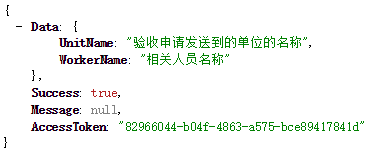 {
- Data: {
UnitName: "验收申请发送到的单位的名称",
WorkerName: "相关人员名称"
},
Success: true,
Message: null,
AccessToken: "82966044-b04f-4863-a575-bce89417841d"
}